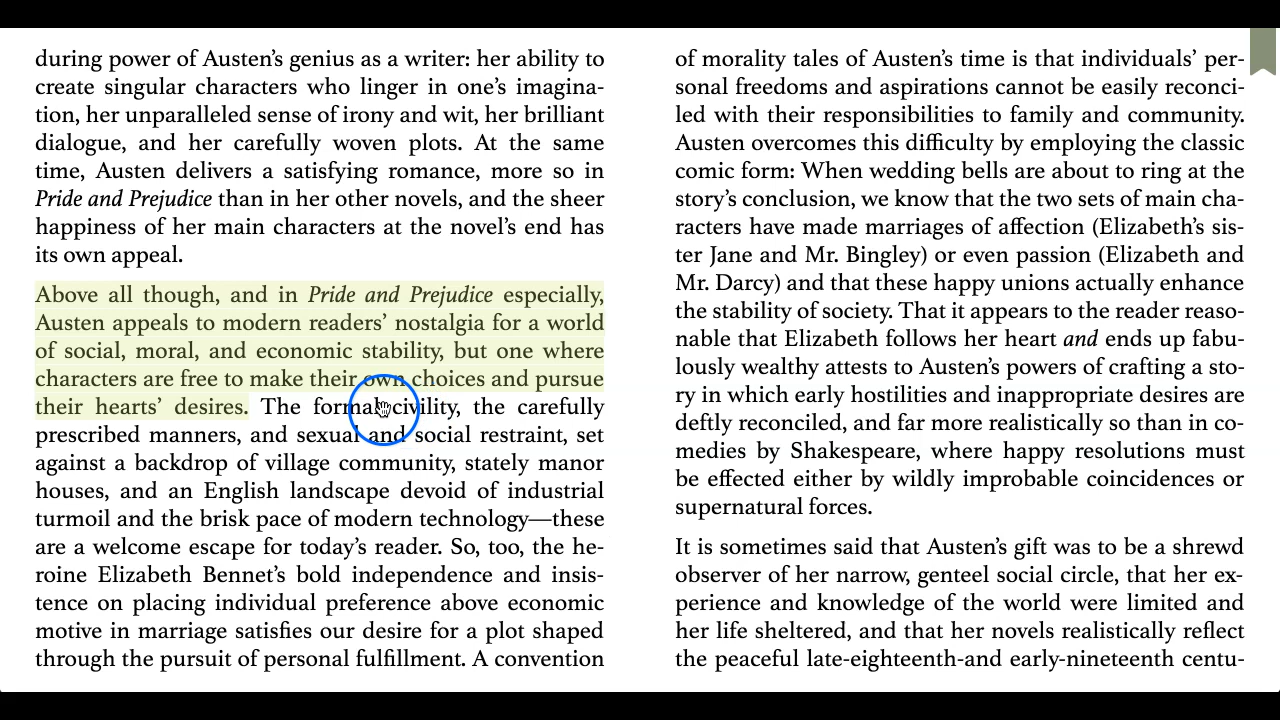 during power of Austen's genius as a writer: her ability to
create singular characters who linger in one's imagina-
tion, her unparalleled sense of irony and wit, her brilliant
dialogue, and her carefully woven plots. At the same
time, Austen delivers a satisfying romance, more so in
Pride and Prejudice than in her other novels, and the sheer
happiness of her main characters at the novel's end has
its own appeal.
Above all though, and in Pride and Prejudice especially,
Austen appeals to modern readers' nostalgia for a world
of social, moral, and economic stability, but one where
characters are free to make their own choices and pursue
their hearts' desires. The formal civility, the carefully
prescribed manners, and sexual and social restraint, set
against a backdrop of village community, stately manor
houses, and an English landscape devoid of industrial
turmoil and the brisk pace of modern technology—these
are a welcome escape for today's reader. So, too, the he-
roine Elizabeth Bennet's bold independence and insis-
tence on placing individual preference above economic
motive in marriage satisfies our desire for a plot shaped
through the pursuit of personal fulfillment. A convention
of morality tales of Austen's time is that individuals' per-
sonal freedoms and aspirations cannot be easily reconci-
led with their responsibilities to family and community.
Austen overcomes this difficulty by employing the classic
comic form: When wedding bells are about to ring at the
story's conclusion, we know that the two sets of main cha-
racters have made marriages of affection (Elizabeth's sis-
ter Jane and Mr. Bingley) or even passion (Elizabeth and
Mr. Darcy) and that these happy unions actually enhance
the stability of society. That it appears to the reader reaso-
nable that Elizabeth follows her heart and ends up fabu-
lously wealthy attests to Austen's powers of crafting a sto-
ry in which early hostilities and inappropriate desires are
deftly reconciled, and far more realistically so than in co-
medies by Shakespeare, where happy resolutions must
be effected either by wildly improbable coincidences or
supernatural forces.
It is sometimes said that Austen's gift was to be a shrewd
observer of her narrow, genteel social circle, that her ex-
perience and knowledge of the world were limited and
her life sheltered, and that her novels realistically reflect
the peaceful late-eighteenth-and early-nineteenth centu-